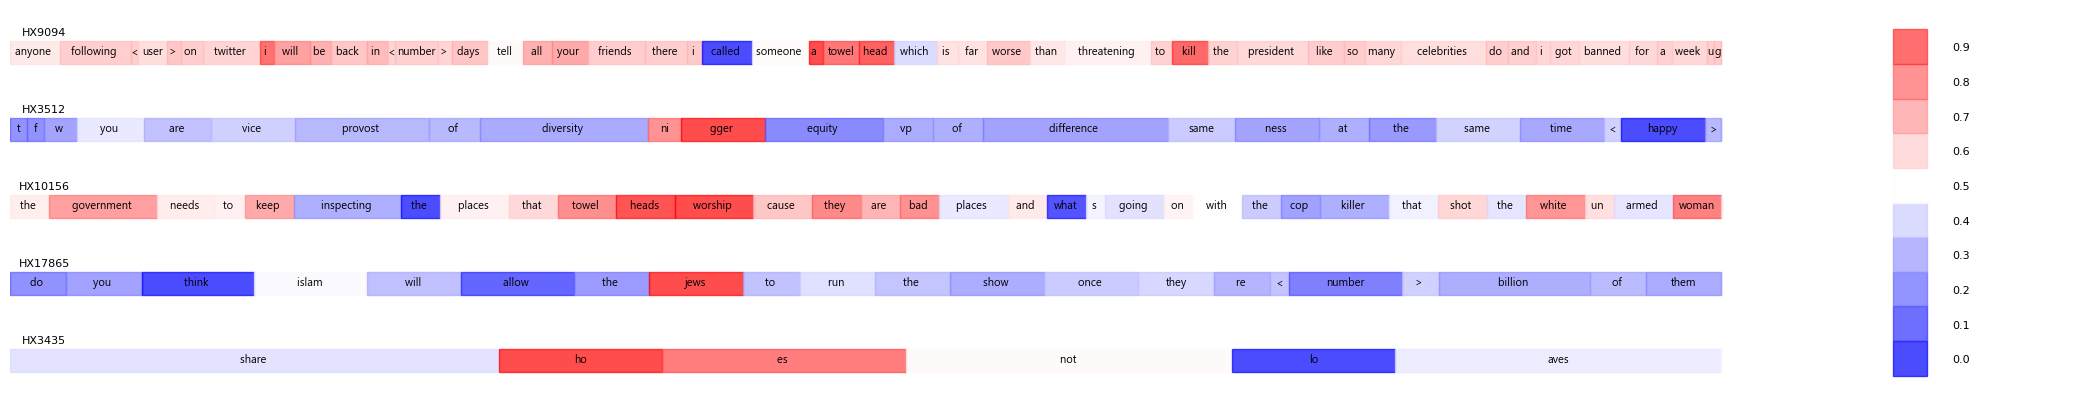 HX9094
anyone following < user > on twitter i will be back in < number > days tell all your friends there i called someone a towel head which is far worse than threatening to kill the president like so many celebrities do and i got banned for a week ug
HX3512
t f w you are vice provost of diversity ni gger equity vp of difference same ness at the same time < happy >
HX10156
the government needs to keep inspecting the places that towel heads worship cause they are bad places and what s going on with the cop killer that shot the white un armed woman
HX17865
do you think islam will allow the jews to run the show once they re < number > billion of them
HX3435
share ho es not lo aves
0.9
0.8
0.7
0.6
0.5
0.4
0.3
0.2
0.1
0.0